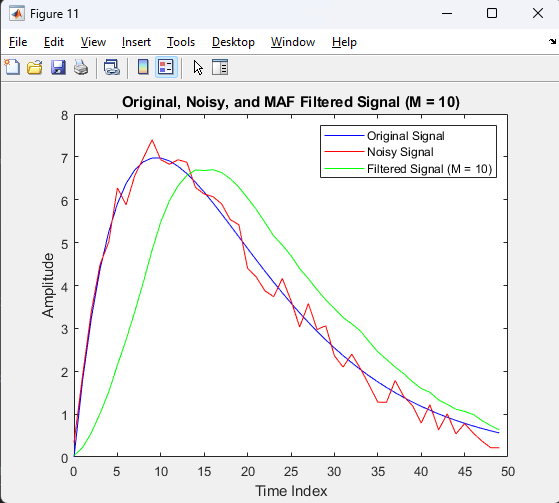 Figure 11
File Edit View Insert Tools Desktop Window Help
Original, Noisy, and MAF Filtered Signal (M = 10)
Original Signal
Noisy Signal
Filtered Signal (M = 10)
Amplitude
8
7
6
5
4
3
2
1
0
0 5 10 15 20 25 30 35 40 45 50
Time Index